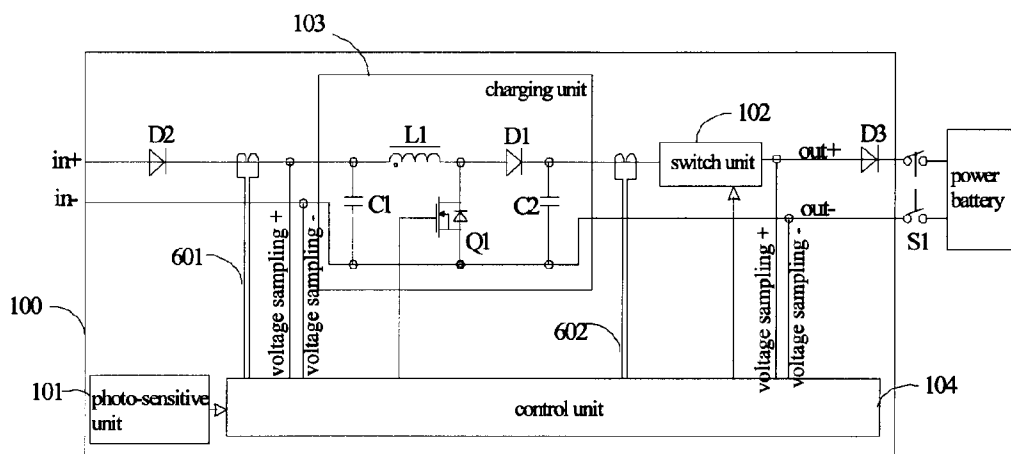 103
charging unit
102
D2
L1
D1
D3
in+
switch unit
out+
in-
C1
C2
Q1
out-
S1
power
battery
601
voltage sampling +
voltage sampling -
602
voltage sampling +
voltage sampling -
100
101
photo-sensitive
unit
control unit
104